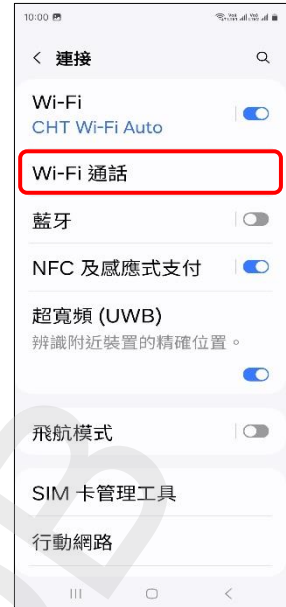 10:00
連接
Wi-Fi
CHT Wi-Fi Auto
Wi-Fi 通話
藍牙
NFC 及感應式支付
超寬頻 (UWB)
辨識附近裝置的精確位置。
飛航模式
SIM 卡管理工具
行動網路